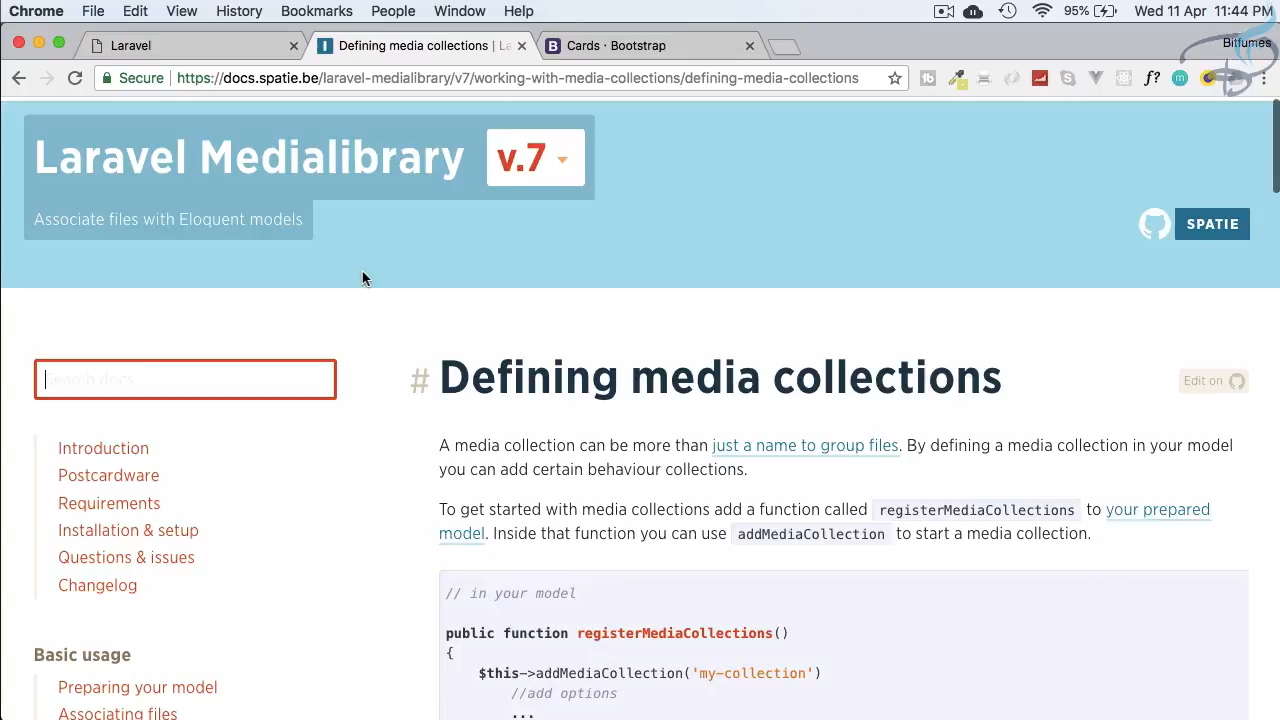 Chrome File Edit View History Bookmarks People Window Help 95% Wed 11 Apr 11:44 PM
Laravel Defining media collections | La Cards · Bootstrap Bitfumes
Secure https://docs.spatie.be/laravel-medialibrary/v7/working-with-media-collections/defining-media-collections
Laravel Medialibrary v.7
Associate files with Eloquent models
SPATIE
Search docs
# Defining media collections
Edit on
A media collection can be more than just a name to group files. By defining a media collection in your model
you can add certain behaviour collections.
To get started with media collections add a function called registerMediaCollections to your prepared
model. Inside that function you can use addMediaCollection to start a media collection.
// in your model
public function registerMediaCollections()
{
$this->addMediaCollection('my-collection')
//add options
...
Introduction
Postcardware
Requirements
Installation & setup
Questions & issues
Changelog
Basic usage
Preparing your model
Associating files